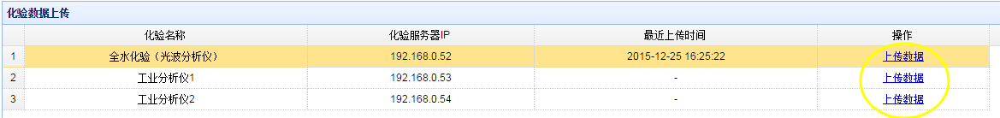 化验数据上传
化验名称 化验服务器IP 最近上传时间 操作
1 全水化验（光波分析仪） 192.168.0.52 2015-12-25 16:25:22 上传数据
2 工业分析仪1 192.168.0.53 - 上传数据
3 工业分析仪2 192.168.0.54 - 上传数据